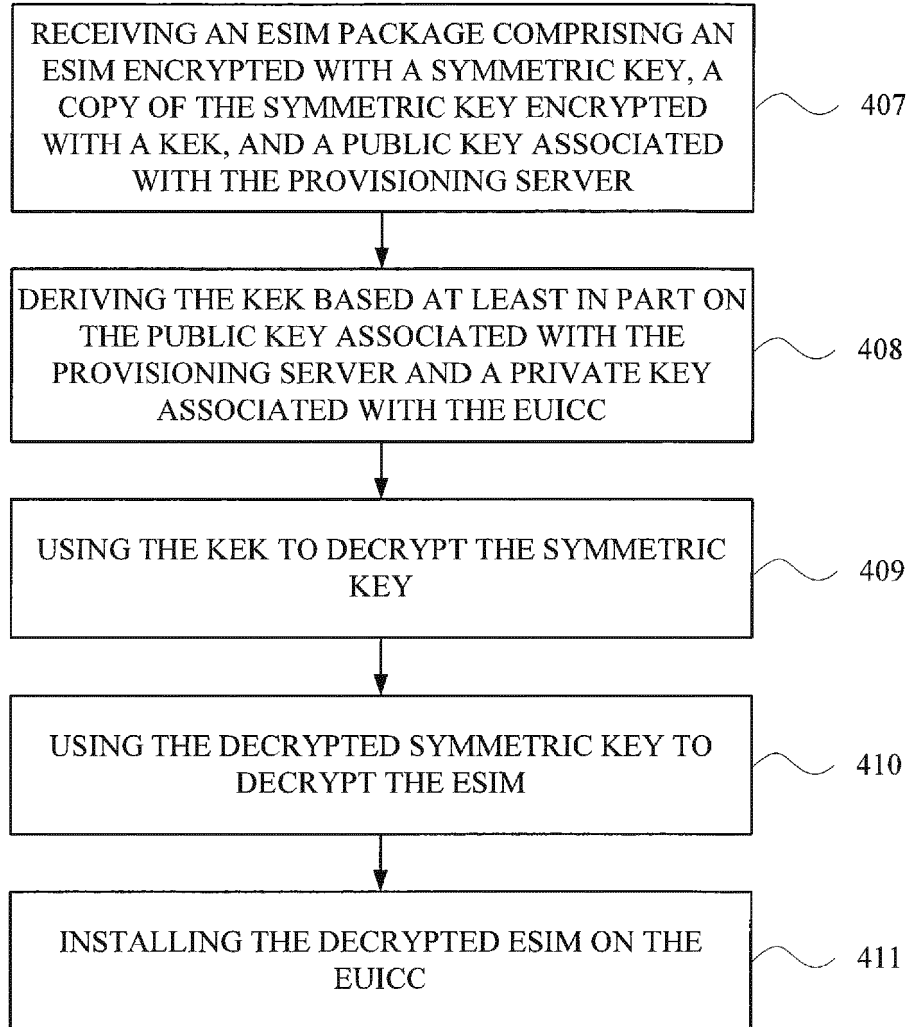 RECEIVING AN ESIM PACKAGE COMPRISING AN
ESIM ENCRYPTED WITH A SYMMETRIC KEY, A
COPY OF THE SYMMETRIC KEY ENCRYPTED
WITH A KEK, AND A PUBLIC KEY ASSOCIATED
WITH THE PROVISIONING SERVER
407
DERIVING THE KEK BASED AT LEAST IN PART ON
THE PUBLIC KEY ASSOCIATED WITH THE
PROVISIONING SERVER AND A PRIVATE KEY
ASSOCIATED WITH THE EUICC
408
USING THE KEK TO DECRYPT THE SYMMETRIC
KEY
409
USING THE DECRYPTED SYMMETRIC KEY TO
DECRYPT THE ESIM
410
INSTALLING THE DECRYPTED ESIM ON THE
EUICC
411